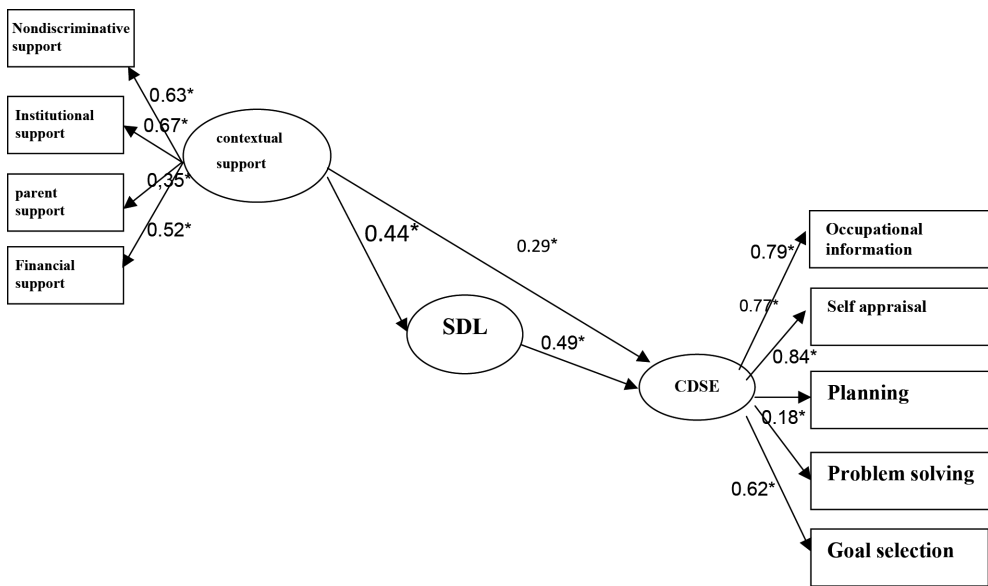 Nondiscriminative
support
0.63*
Institutional
support
0.67*
contextual
support
parent
support
0,35*
Financial
support
0.52*
0.44*
0.29*
SDL
0.49*
CDSE
Occupational
information
0.79*
Self appraisal
0.77*
0.84*
Planning
0.18*
Problem solving
0.62*
Goal selection